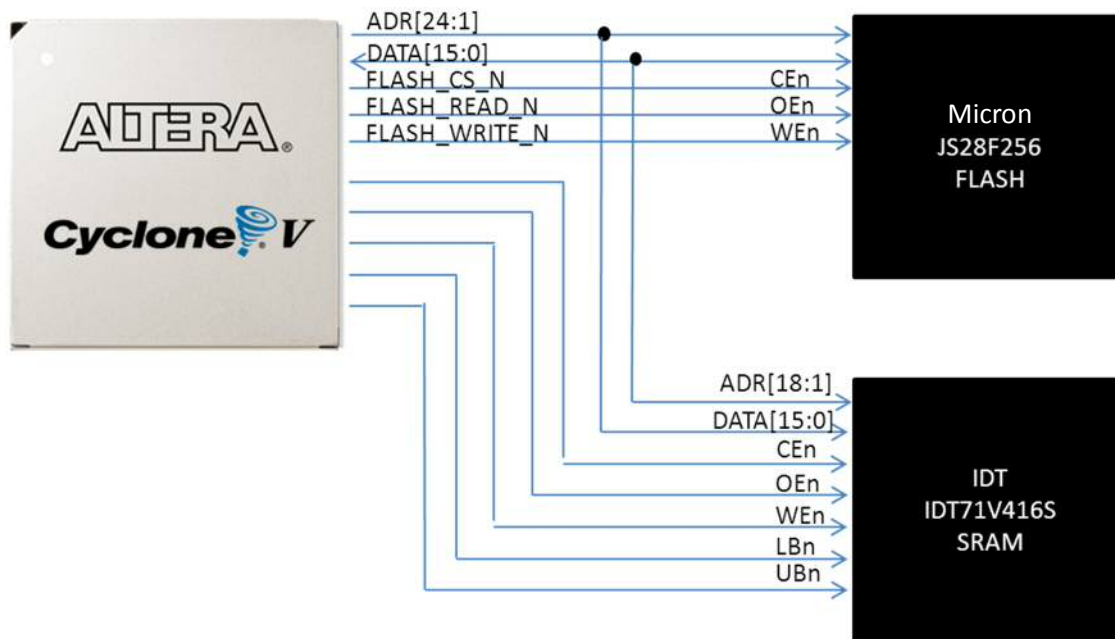 ADR[24:1]
DATA[15:0]
FLASH_CS_N
CEn
FLASH_READ_N
OEn
FLASH_WRITE_N
WEn
ALTERA®
Cyclone® V
Micron
JS28F256
FLASH
ADR[18:1]
DATA[15:0]
CEn
OEn
WEn
LBn
UBn
IDT
IDT71V416S
SRAM